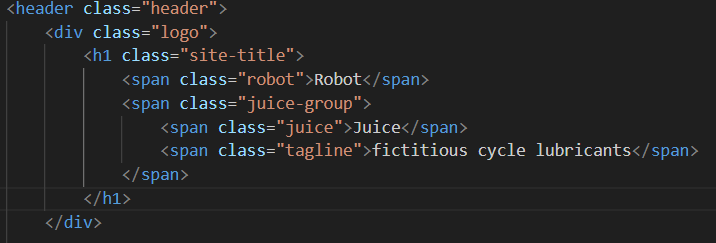 <header class="header">
<div class="logo">
<h1 class="site-title">
<span class="robot">Robot</span>
<span class="juice-group">
<span class="juice">Juice</span>
<span class="tagline">fictitious cycle lubricants</span>
</span>
</h1>
</div>